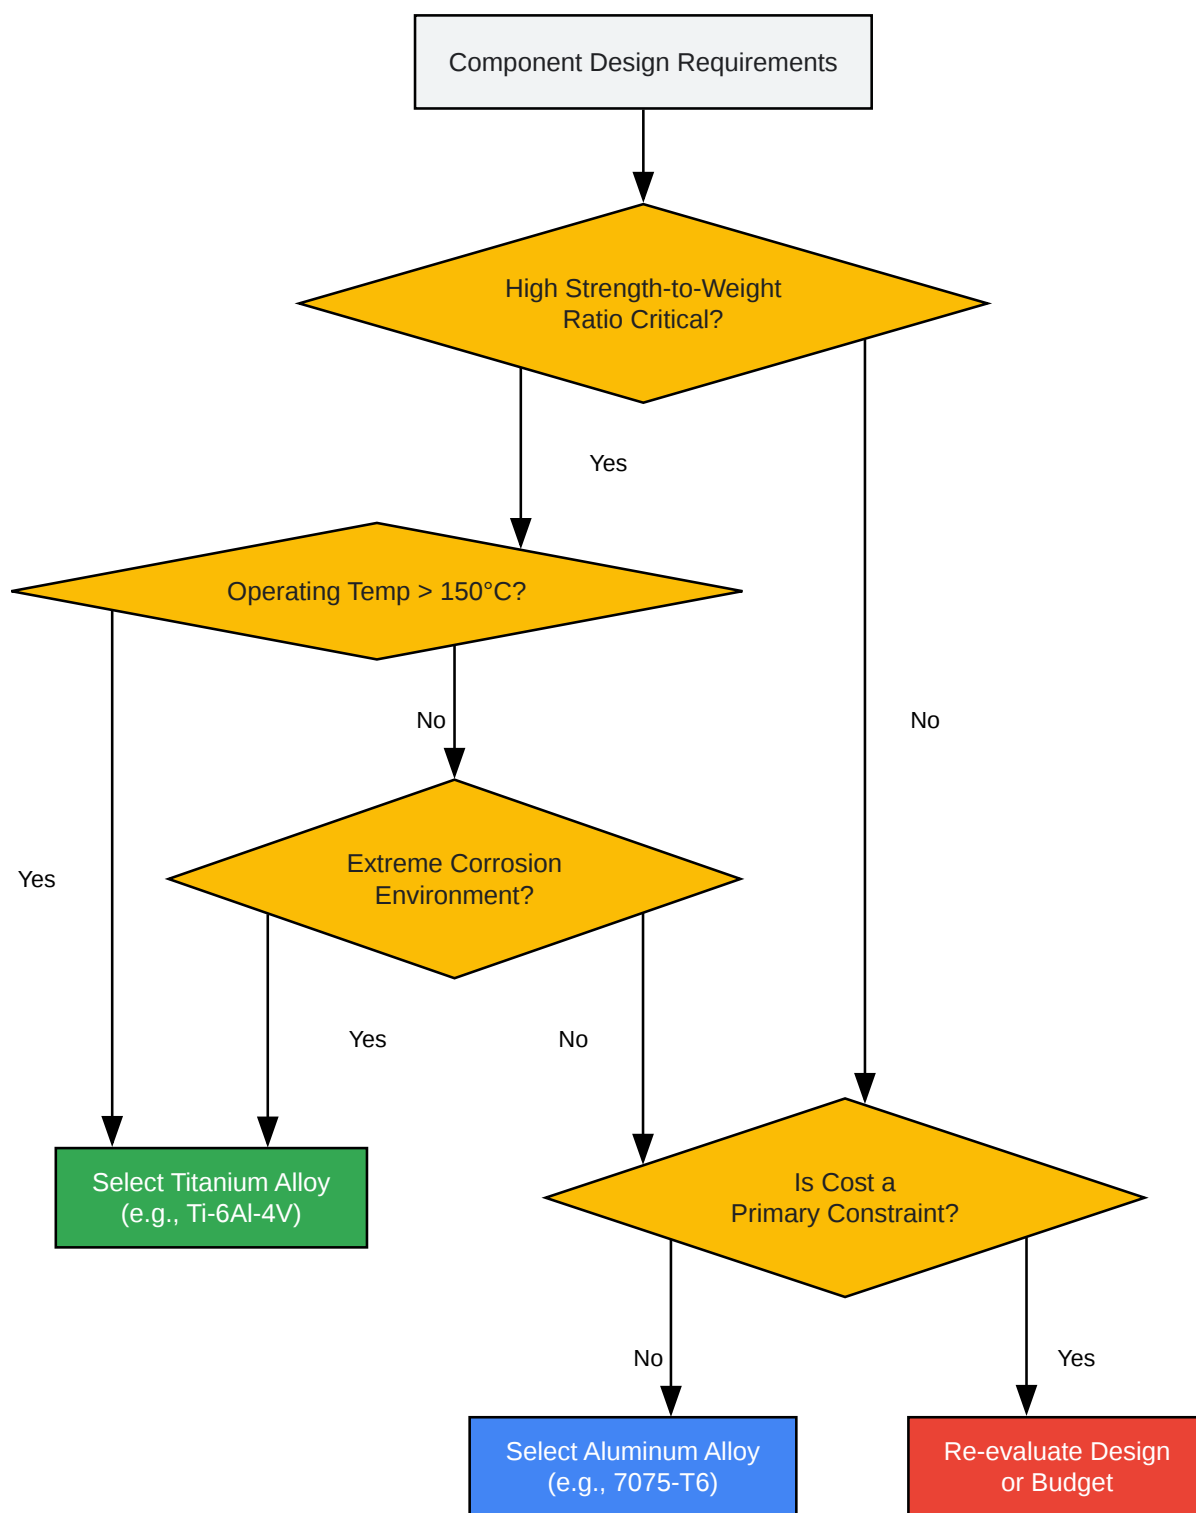 Component Design Requirements
High Strength-to-Weight
Ratio Critical?
Yes
Operating Temp > 150°C?
No
No
Extreme Corrosion
Environment?
Yes
Yes
No
Select Titanium Alloy
(e.g., Ti-6Al-4V)
Is Cost a
Primary Constraint?
No
Yes
Select Aluminum Alloy
(e.g., 7075-T6)
Re-evaluate Design
or Budget